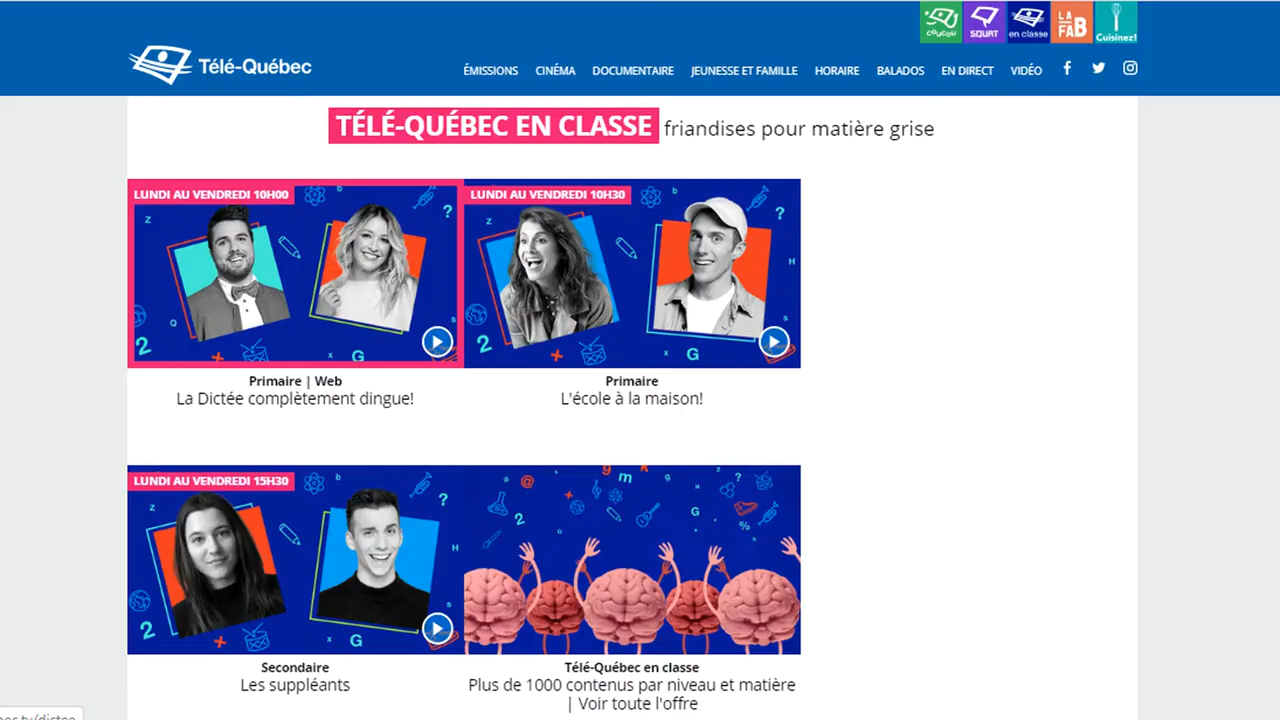 coucou
SQUAT
en classe
LA FAB
Cuisinez!
Télé-Québec
ÉMISSIONS CINÉMA DOCUMENTAIRE JEUNESSE ET FAMILLE HORAIRE BALADOS EN DIRECT VIDÉO
TÉLÉ-QUÉBEC EN CLASSE friandises pour matière grise
LUNDI AU VENDREDI 10H00
LUNDI AU VENDREDI 10H30
Primaire | Web
La Dictée complètement dingue!
Primaire
L'école à la maison!
LUNDI AU VENDREDI 15H30
Secondaire
Les suppléants
Télé-Québec en classe
Plus de 1000 contenus par niveau et matière
| Voir toute l'offre